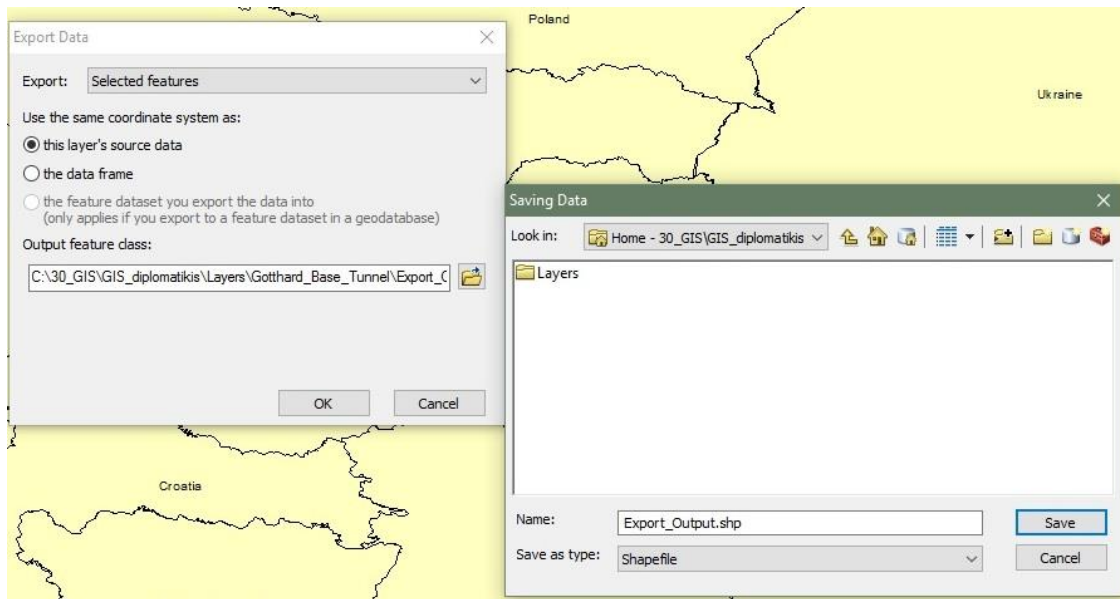 Poland
Ukraine
Croatia
Export Data
Export:
Selected features
Use the same coordinate system as:
this layer's source data
the data frame
the feature dataset you export the data into
(only applies if you export to a feature dataset in a geodatabase)
Output feature class:
C:\30_GIS\GIS_diplomatikis\Layers\Gotthard_Base_Tunnel\Export_
OK
Cancel
Saving Data
Look in:
Home - 30_GIS\GIS_diplomatikis
Layers
Name:
Export_Output.shp
Save
Save as type:
Shapefile
Cancel